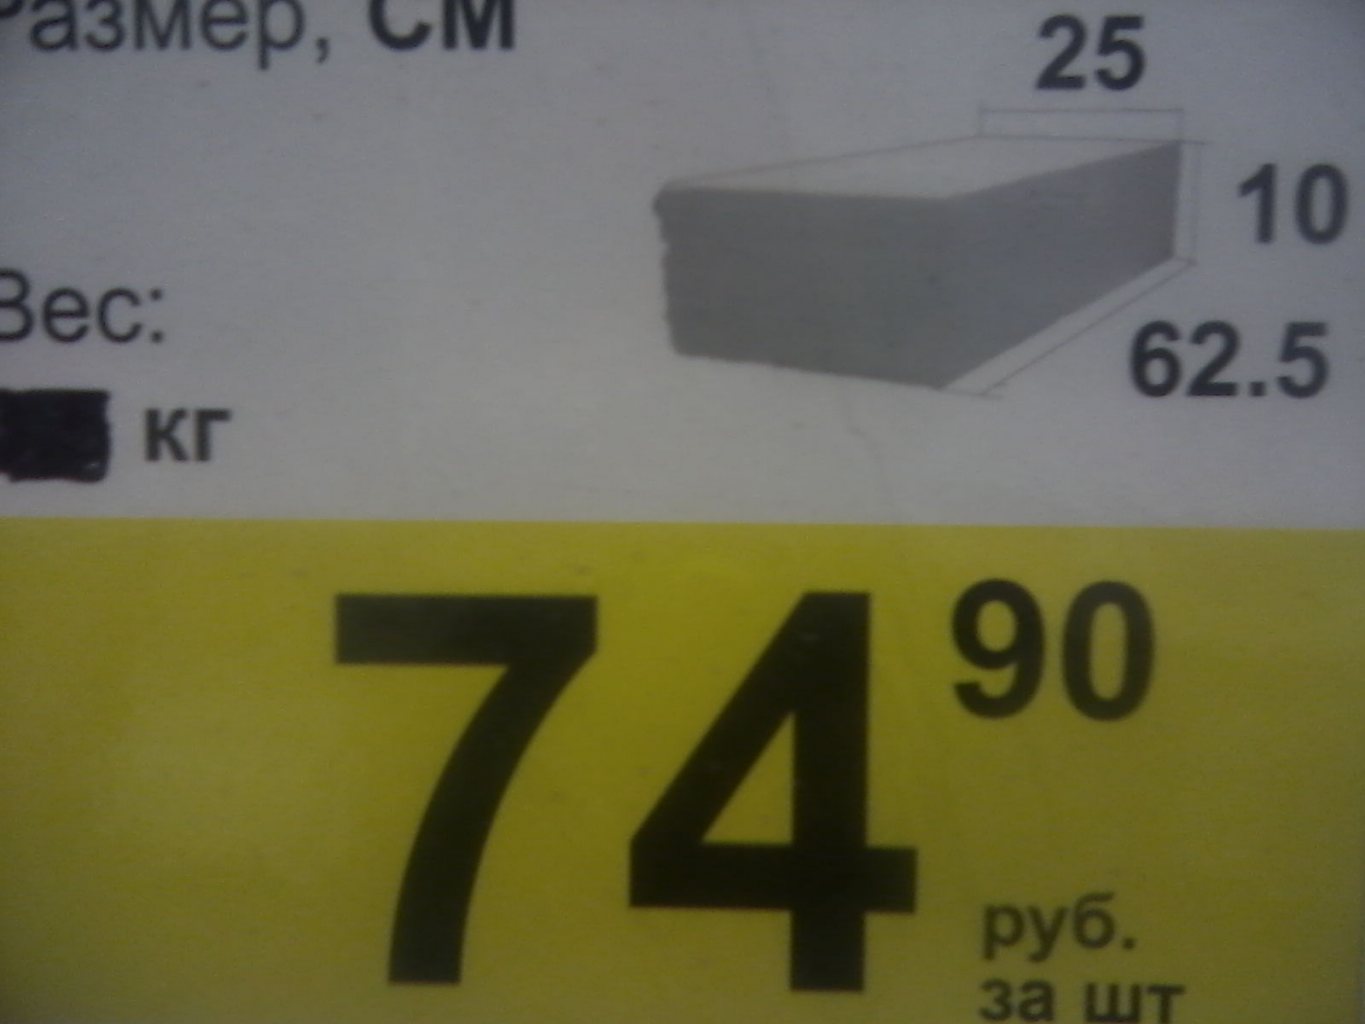 Размер, СМ
25
10
62.5
Вес:
кг
74 90
руб.
за шт